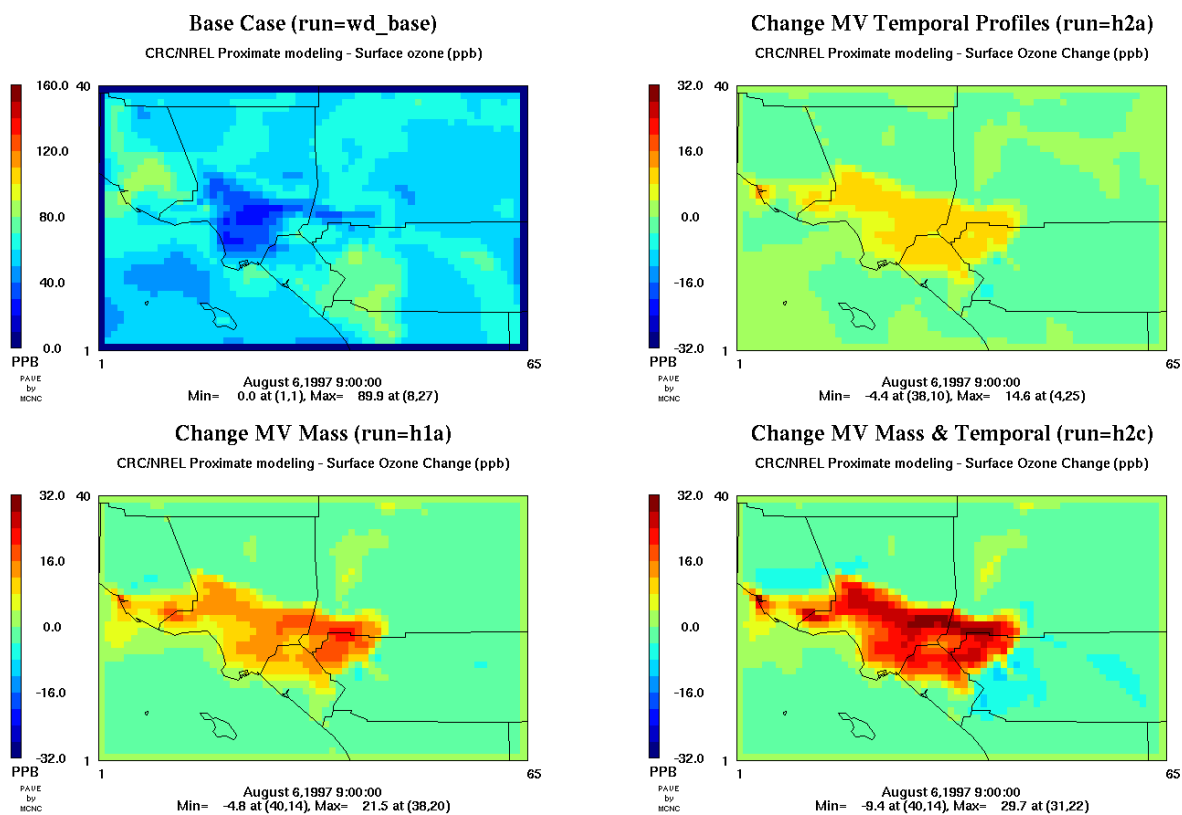 Base Case (run=wd_base)
CRC/NREL Proximate modeling - Surface ozone (ppb)
160.0
120.0
80.0
40.0
0.0
PPB
PAVE
by
MCNC
40
1
1
65
August 6,1997 9:00:00
Min= 0.0 at (1,1), Max= 89.9 at (8,27)
Change MV Temporal Profiles (run=h2a)
CRC/NREL Proximate modeling - Surface Ozone Change (ppb)
32.0
16.0
0.0
-16.0
-32.0
PPB
PAVE
by
MCNC
40
1
1
65
August 6,1997 9:00:00
Min= -4.4 at (38,10), Max= 14.6 at (4,25)
Change MV Mass (run=h1a)
CRC/NREL Proximate modeling - Surface Ozone Change (ppb)
32.0
16.0
0.0
-16.0
-32.0
PPB
PAVE
by
MCNC
40
1
1
65
August 6,1997 9:00:00
Min= -4.8 at (40,14), Max= 21.5 at (38,20)
Change MV Mass & Temporal (run=h2c)
CRC/NREL Proximate modeling - Surface Ozone Change (ppb)
32.0
16.0
0.0
-16.0
-32.0
PPB
PAVE
by
MCNC
40
1
1
65
August 6,1997 9:00:00
Min= -9.4 at (40,14), Max= 29.7 at (31,22)